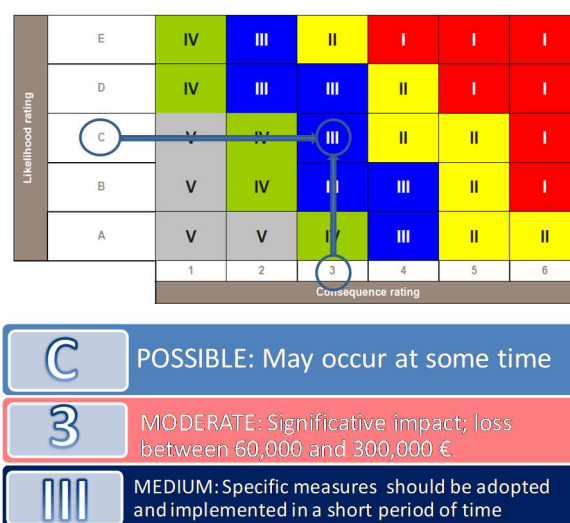 Likelihood rating
E IV III II I I I
D IV III III II I I
C V IV III II II I
B V IV III III II I
A V V IV III II II
1 2 3 4 5 6
Consequence rating
C
POSSIBLE: May occur at some time
3
MODERATE: Significative impact; loss
between 60,000 and 300,000 €
III
MEDIUM: Specific measures should be adopted
and implemented in a short period of time